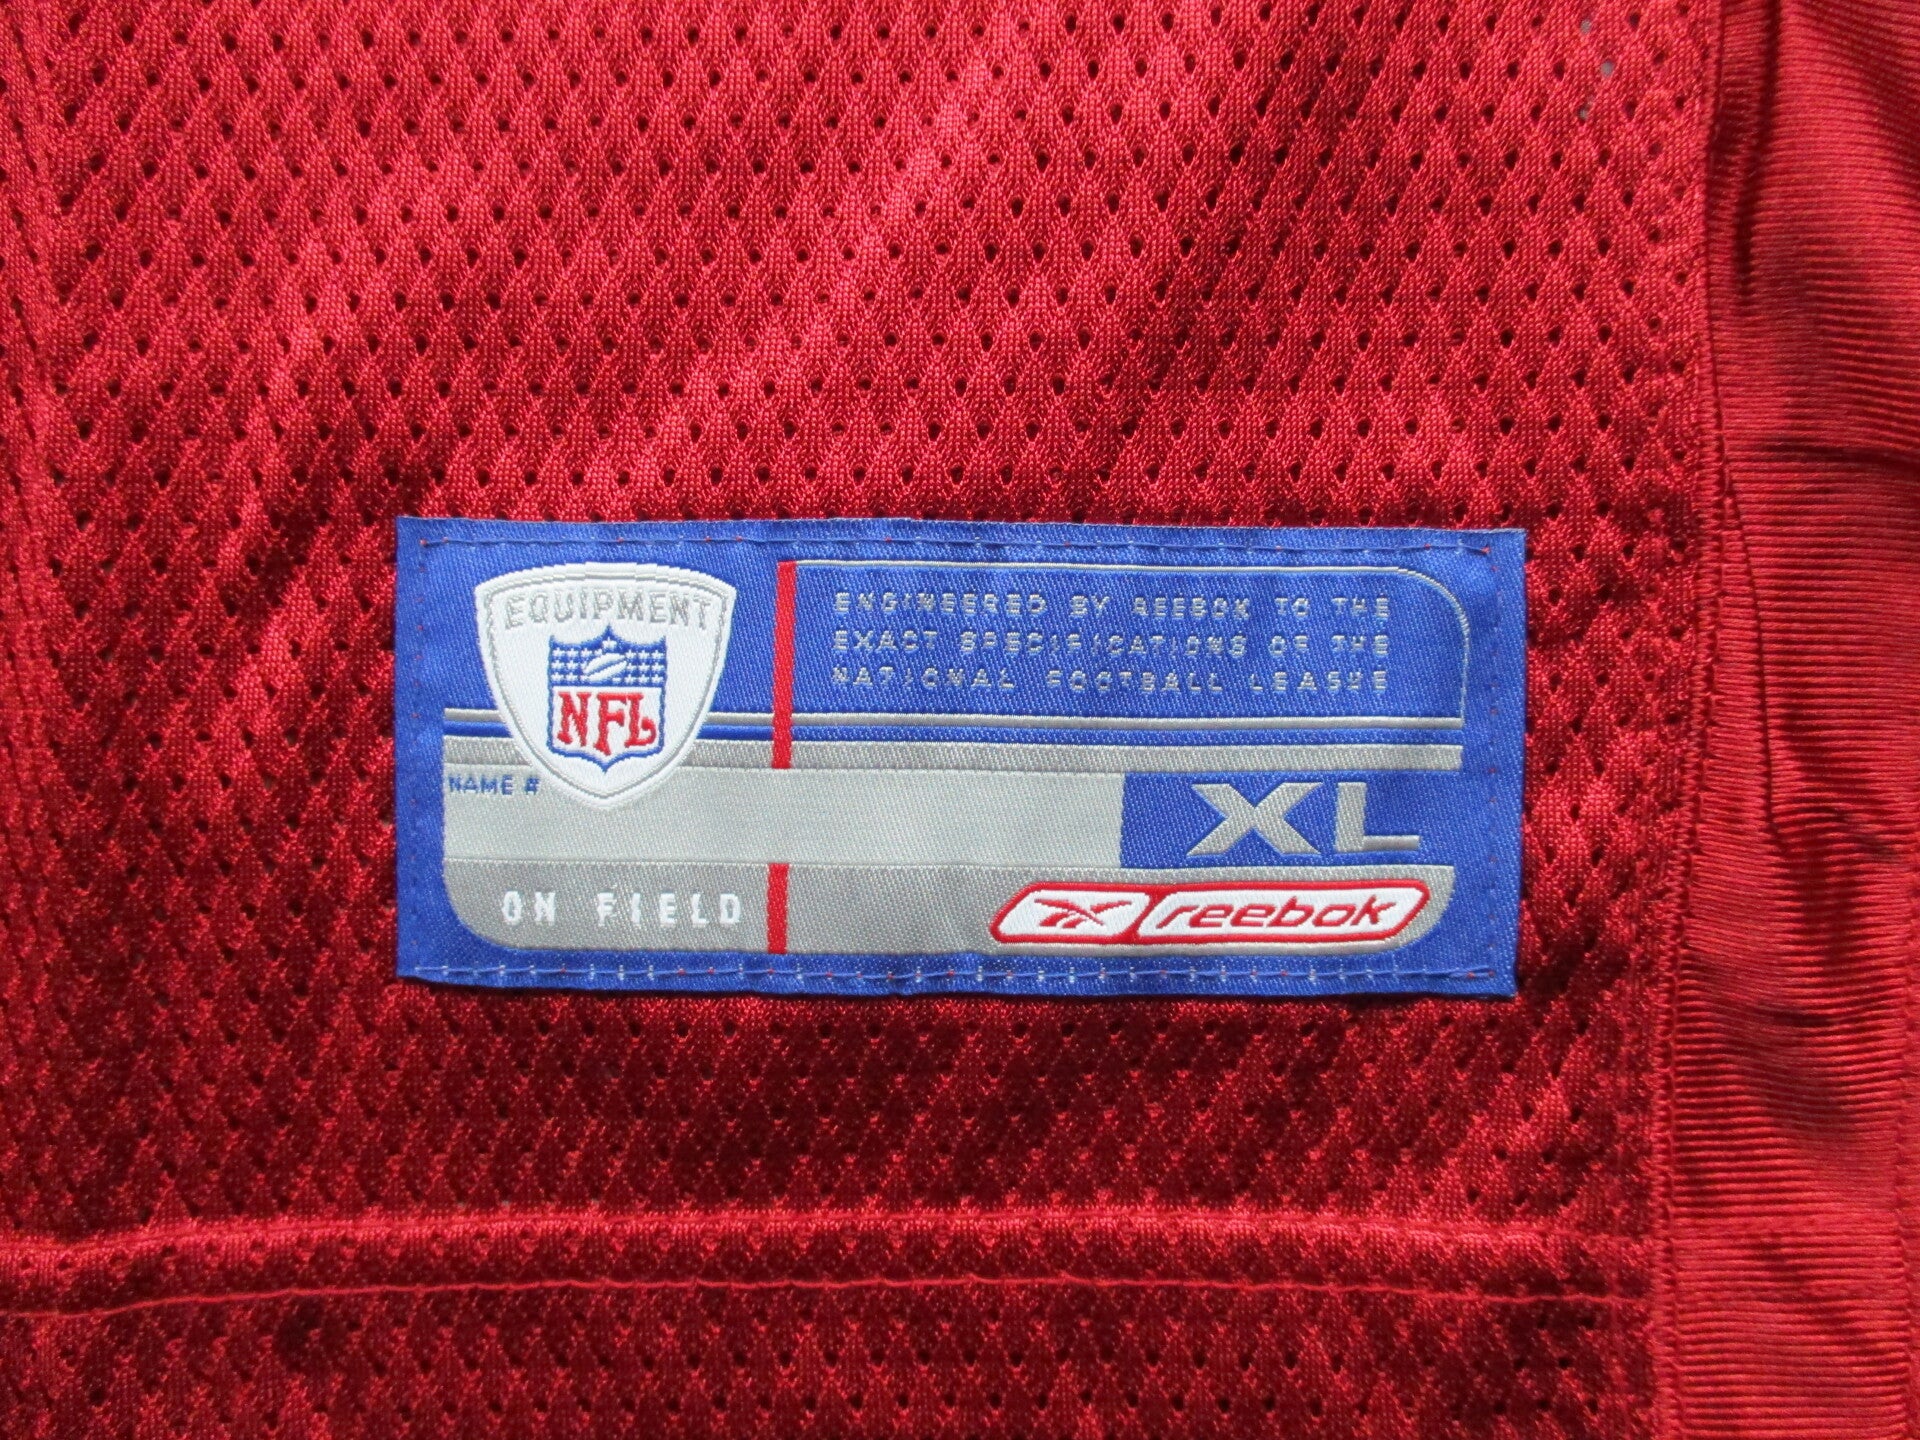 EQUIPMENT
NFL
ENGINEERED BY REEBOK TO THE
EXACT SPECIFICATIONS OF THE
NATIONAL FOOTBALL LEAGUE
NAME #
XL
ON FIELD
reebok